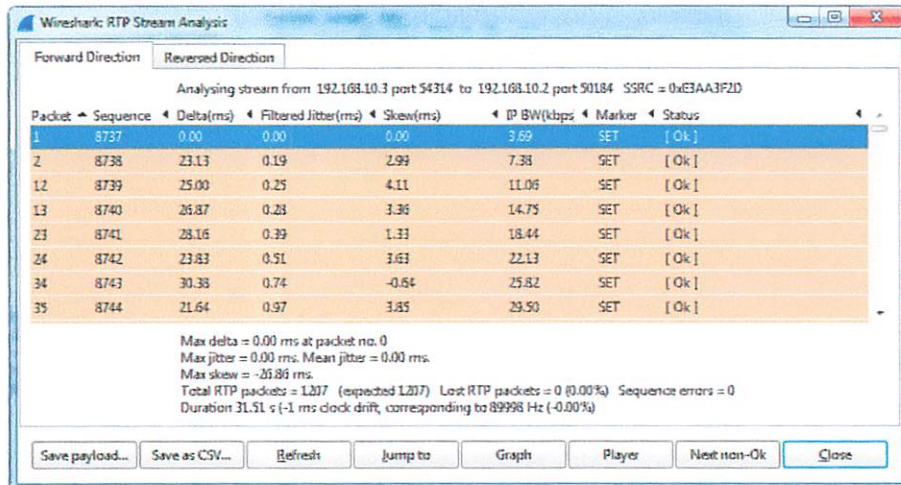 Wireshark: RTP Stream Analysis
Forward Direction Reversed Direction
Analysing stream from 192.168.10.3 port 54314 to 192.168.10.2 port 50184 SSRC = 0xE3AA3F2D
Packet Sequence Delta(ms) Filtered Jitter(ms) Skew(ms) IP BW(kbps Marker Status
1 8737 0.00 0.00 0.00 3.69 SET [ Ok ]
2 8738 23.13 0.19 2.99 7.38 SET [ Ok ]
12 8739 25.00 0.25 4.11 11.06 SET [ Ok ]
13 8740 26.87 0.28 3.36 14.75 SET [ Ok ]
23 8741 28.16 0.39 1.33 18.44 SET [ Ok ]
24 8742 23.83 0.51 3.63 22.13 SET [ Ok ]
34 8743 30.38 0.74 -0.64 25.82 SET [ Ok ]
35 8744 21.64 0.97 3.85 29.50 SET [ Ok ]
Max delta = 0.00 ms at packet no. 0
Max jitter = 0.00 ms. Mean jitter = 0.00 ms.
Max skew = -26.86 ms.
Total RTP packets = 1207 (expected 1207) Lost RTP packets = 0 (0.00%) Sequence errors = 0
Duration 31.51 s (-1 ms clock drift, corresponding to 89998 Hz (-0.00%)
Save payload... Save as CSV... Refresh Jump to Graph Player Next non-Ok Close